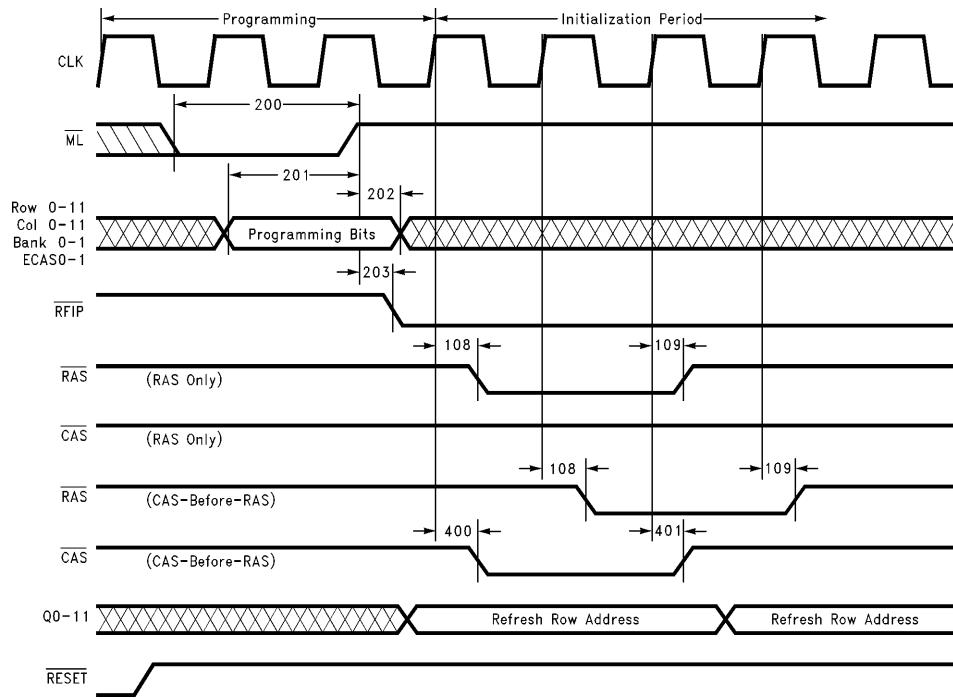 Programming
Initialization Period
CLK
200
ML
201
202
Row 0-11
Col 0-11
Bank 0-1
ECAS0-1
Programming Bits
203
RFIP
108
109
RAS
(RAS Only)
CAS
(RAS Only)
108
109
RAS
(CAS-Before-RAS)
400
401
CAS
(CAS-Before-RAS)
Q0-11
Refresh Row Address
Refresh Row Address
RESET